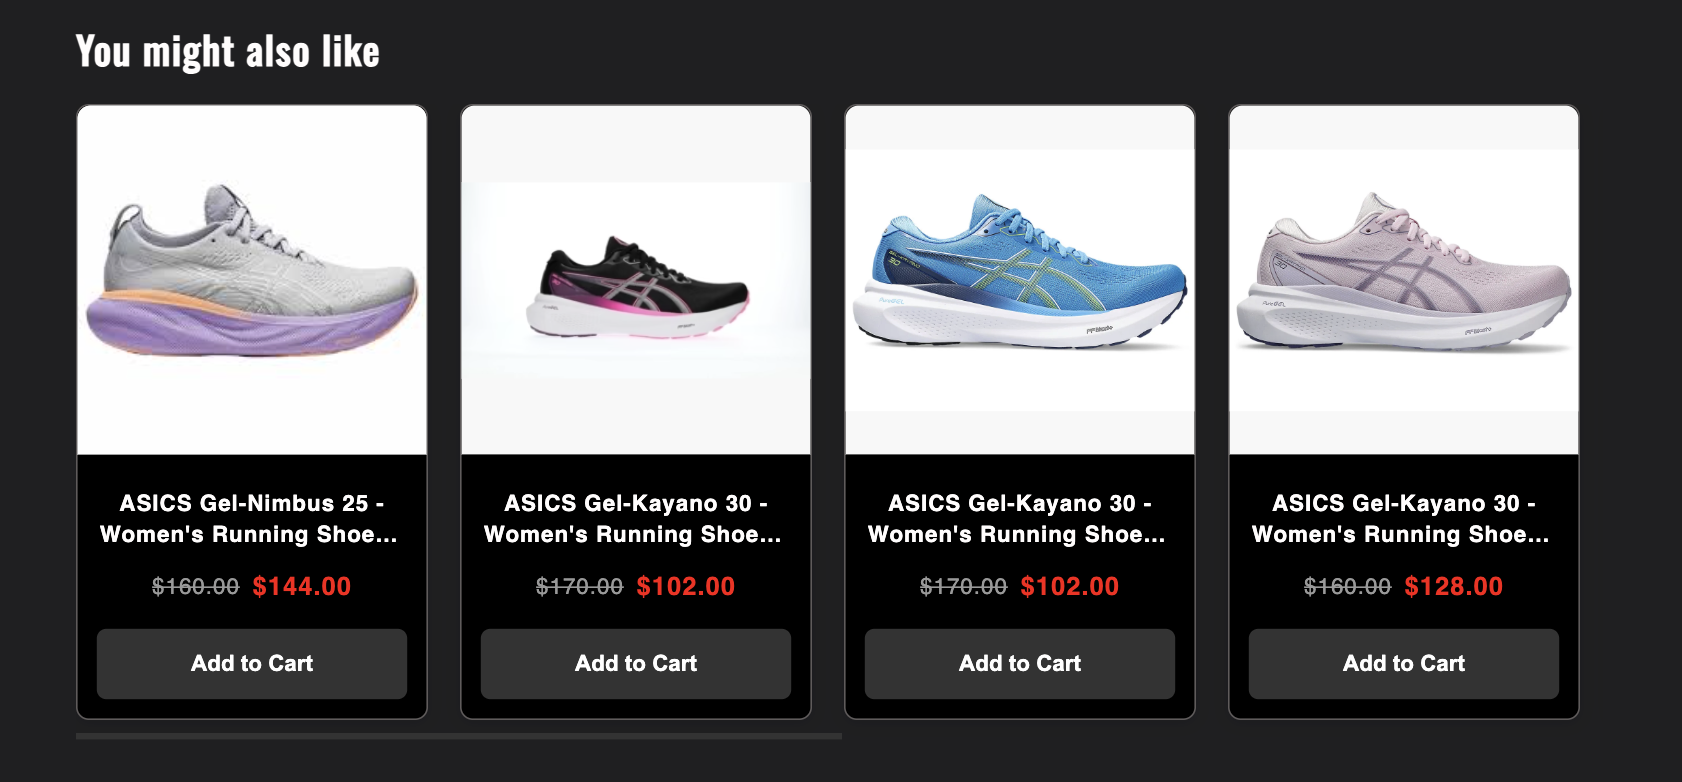 You might also like
ASICS Gel-Nimbus 25 -
Women's Running Shoe...
$160.00 $144.00
Add to Cart
ASICS Gel-Kayano 30 -
Women's Running Shoe...
$170.00 $102.00
Add to Cart
ASICS Gel-Kayano 30 -
Women's Running Shoe...
$170.00 $102.00
Add to Cart
ASICS Gel-Kayano 30 -
Women's Running Shoe...
$160.00 $128.00
Add to Cart